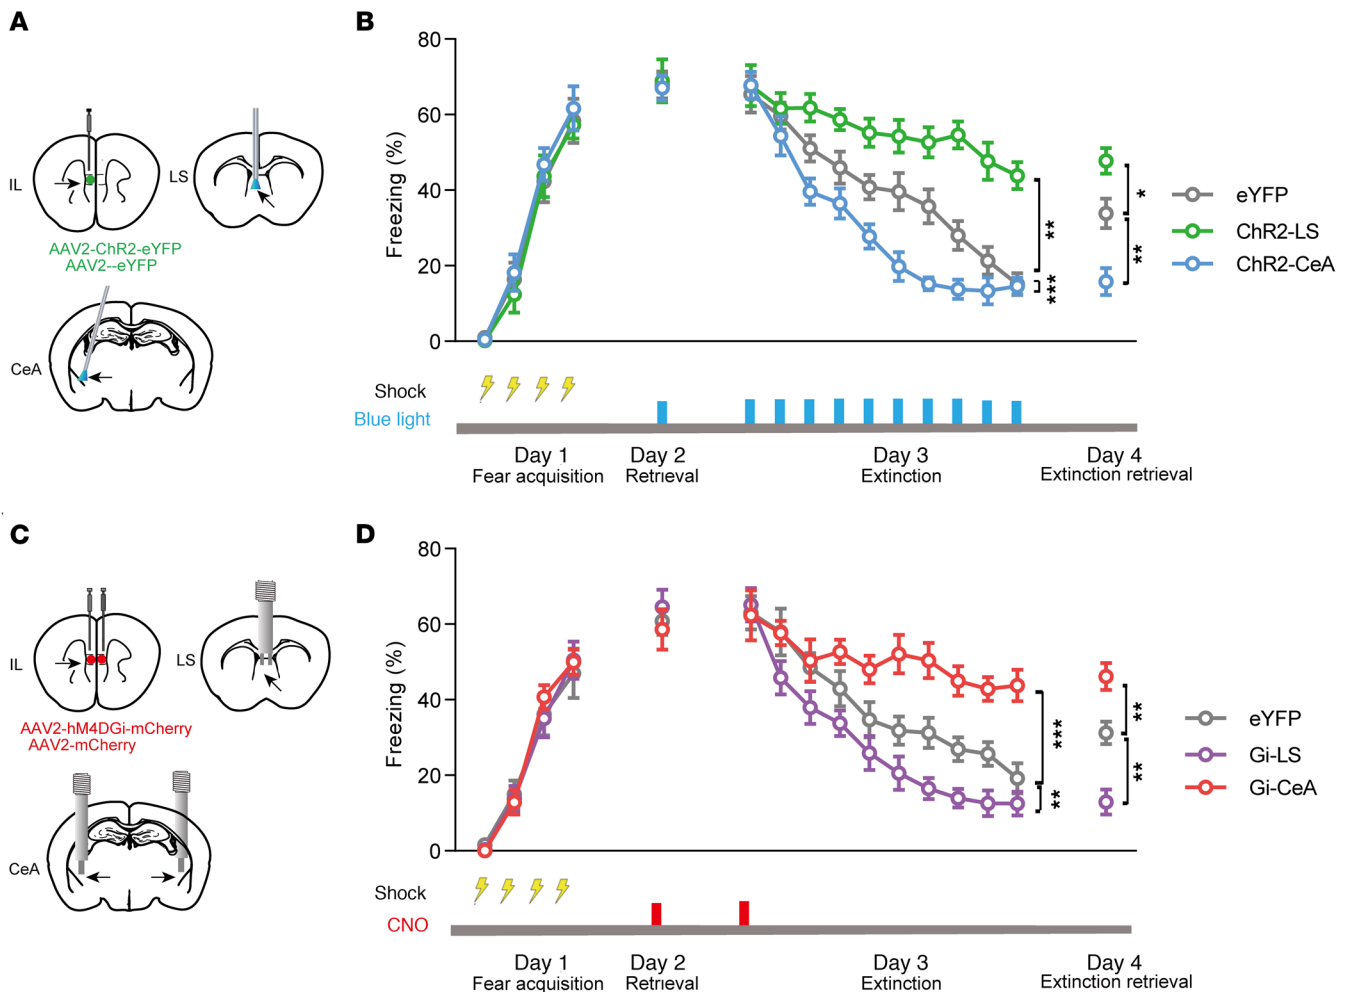 A
IL
LS
AAV2-ChR2-eYFP
AAV2--eYFP
CeA
B
Freezing (%)
80
60
40
20
0
**
***
*
**
eYFP
ChR2-LS
ChR2-CeA
Shock
Blue light
Day 1
Fear acquisition
Day 2
Retrieval
Day 3
Extinction
Day 4
Extinction retrieval
C
IL
LS
AAV2-hM4DGi-mCherry
AAV2-mCherry
CeA
D
Freezing (%)
80
60
40
20
0
***
**
**
**
eYFP
Gi-LS
Gi-CeA
Shock
CNO
Day 1
Fear acquisition
Day 2
Retrieval
Day 3
Extinction
Day 4
Extinction retrieval